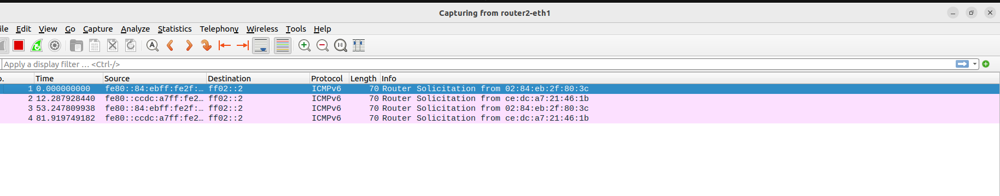 Capturing from router2-eth1
ile Edit View Go Capture Analyze Statistics Telephony Wireless Tools Help
Apply a display filter … <Ctrl-/>
o. Time Source Destination Protocol Length Info
1 0.000000000 fe80::84:ebff:fe2f:… ff02::2 ICMPv6 70 Router Solicitation from 02:84:eb:2f:80:3c
2 12.287928440 fe80::ccdc:a7ff:fe2… ff02::2 ICMPv6 70 Router Solicitation from ce:dc:a7:21:46:1b
3 53.247809938 fe80::84:ebff:fe2f:… ff02::2 ICMPv6 70 Router Solicitation from 02:84:eb:2f:80:3c
4 81.919749182 fe80::ccdc:a7ff:fe2… ff02::2 ICMPv6 70 Router Solicitation from ce:dc:a7:21:46:1b